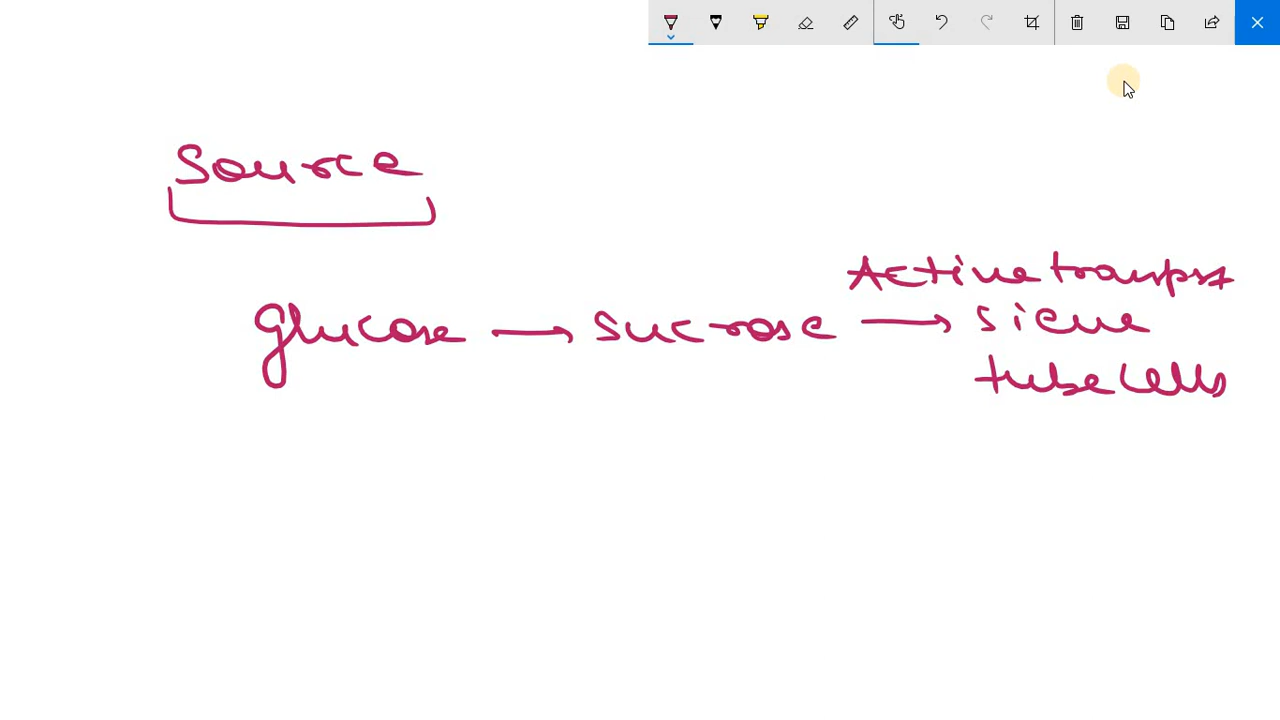 Source
Active transport
glucose → sucrose → sieve
tube cells